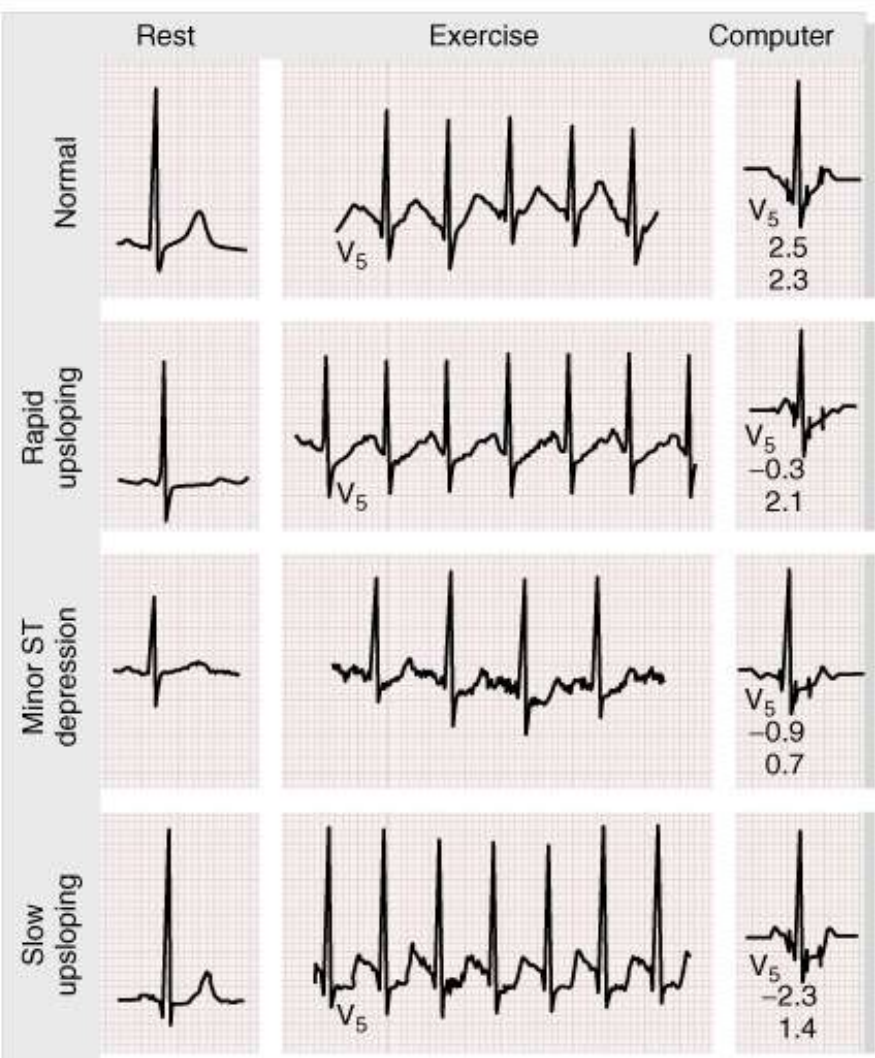 Rest Exercise Computer
Normal
V5
V5
2.5
2.3
Rapid
upsloping
V5
V5
−0.3
2.1
Minor ST
depression
V5
−0.9
0.7
Slow
upsloping
V5
V5
−2.3
1.4